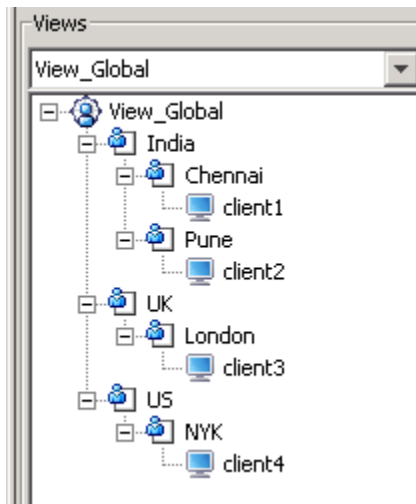 Views
View_Global
View_Global
India
Chennai
client1
Pune
client2
UK
London
client3
US
NYK
client4